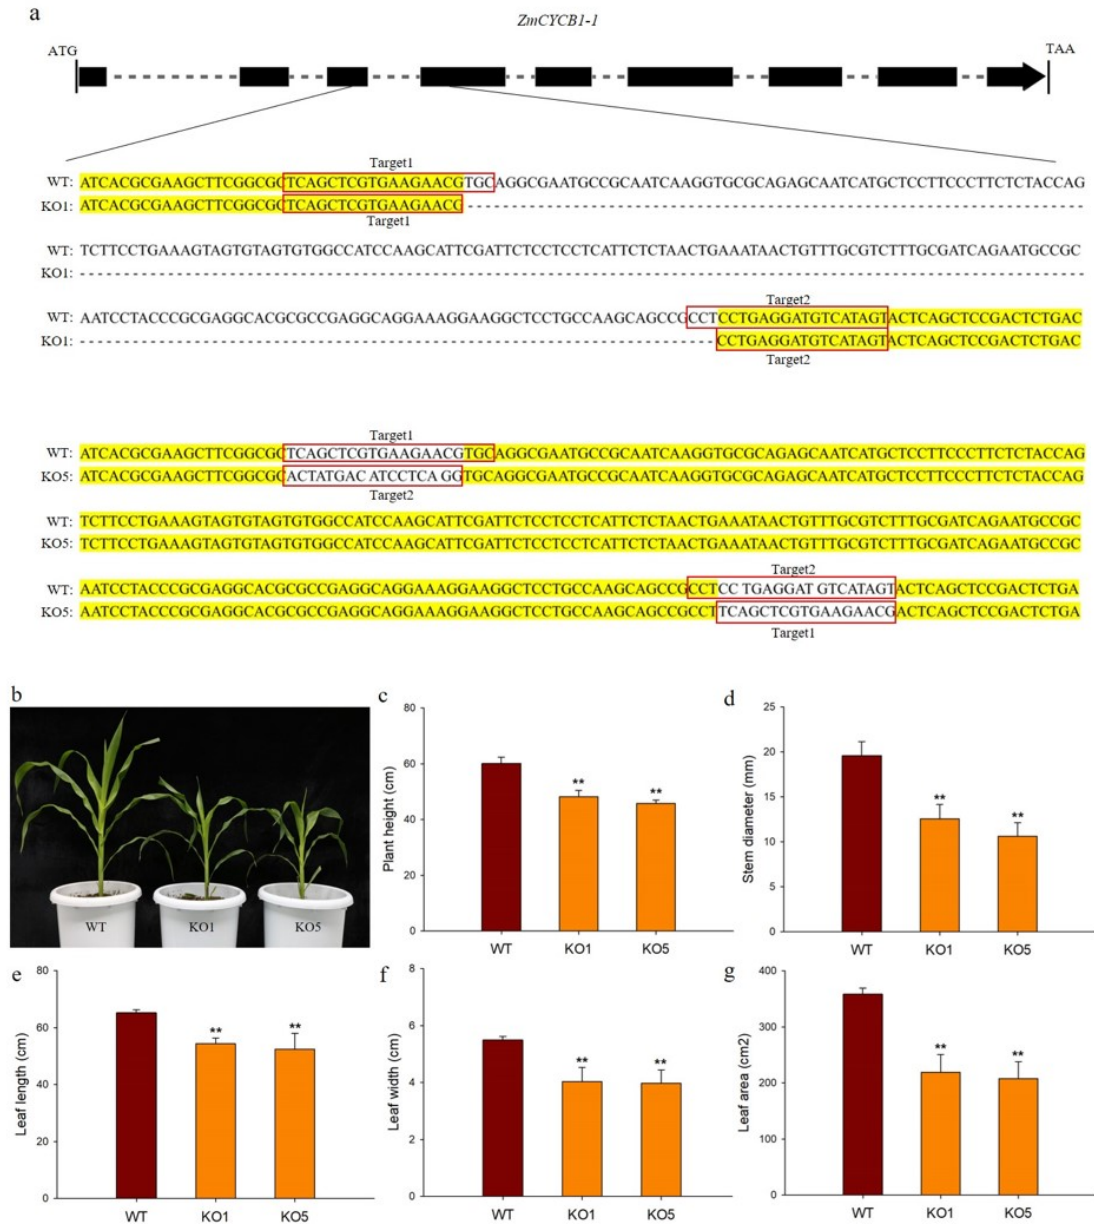 a
ZmCYCB1-1
ATG
TAA
Target1
WT: ATCACGCGAAGCTTCGGCGCTCAGCTCGTGAAGAACGTGCAGGCGAATGCCGCAATCAAGGTGCGCAGAGCAATCATGCTCCTTCCCTTCTCTACCAG
KO1: ATCACGCGAAGCTTCGGCGCTCAGCTCGTGAAGAACG--------------------------------------------------------------
Target1
WT: TCTTCCTGAAAGTAGTGTAGTGTGGCCATCCAAGCATTCGATTCTCCTCCTCATTCTCTAACTGAAATAACTGTTTGCGTCTTTGCGATCAGAATGCCGC
KO1: ----------------------------------------------------------------------------------------------------
Target2
WT: AATCCTACCCGCGAGGCACGCGCCGAGGCAGGAAAGGAAGGCTCCTGCCAAGCAGCCGCCTCCTGAGGATGTCATAGTACTCAGCTCCGACTCTGAC
KO1: ------------------------------------------------------------CCTGAGGATGTCATAGTACTCAGCTCCGACTCTGAC
Target2
Target1
WT: ATCACGCGAAGCTTCGGCGCTCAGCTCGTGAAGAACGTGCAGGCGAATGCCGCAATCAAGGTGCGCAGAGCAATCATGCTCCTTCCCTTCTCTACCAG
KO5: ATCACGCGAAGCTTCGGCGCACTATGAC ATCCTCA GGTGCAGGCGAATGCCGCAATCAAGGTGCGCAGAGCAATCATGCTCCTTCCCTTCTCTACCAG
Target2
WT: TCTTCCTGAAAGTAGTGTAGTGTGGCCATCCAAGCATTCGATTCTCCTCCTCATTCTCTAACTGAAATAACTGTTTGCGTCTTTGCGATCAGAATGCCGC
KO5: TCTTCCTGAAAGTAGTGTAGTGTGGCCATCCAAGCATTCGATTCTCCTCCTCATTCTCTAACTGAAATAACTGTTTGCGTCTTTGCGATCAGAATGCCGC
Target2
WT: AATCCTACCCGCGAGGCACGCGCCGAGGCAGGAAAGGAAGGCTCCTGCCAAGCAGCCGCCTCC TGAGGAT GTCATAGTACTCAGCTCCGACTCTGA
KO5: AATCCTACCCGCGAGGCACGCGCCGAGGCAGGAAAGGAAGGCTCCTGCCAAGCAGCCGCCTTCAGCTCGTGAAGAACGACTCAGCTCCGACTCTGA
Target1
b
WT
KO1
KO5
c
Plant height (cm)
80
60
40
20
0
**
**
WT
KO1
KO5
d
Stem diameter (mm)
25
20
15
10
5
0
**
**
WT
KO1
KO5
e
Leaf length (cm)
80
60
40
20
0
**
**
WT
KO1
KO5
f
Leaf width (cm)
8
6
4
2
0
**
**
WT
KO1
KO5
g
Leaf area (cm2)
400
300
200
100
0
**
**
WT
KO1
KO5